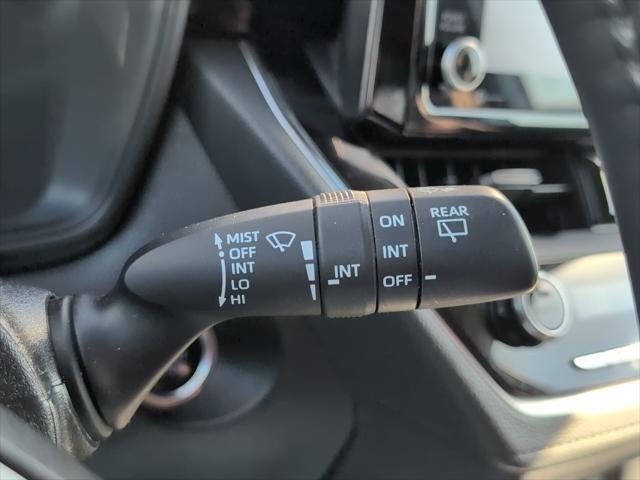 MIST
OFF
INT
LO
HI
INT
ON
INT
OFF
REAR